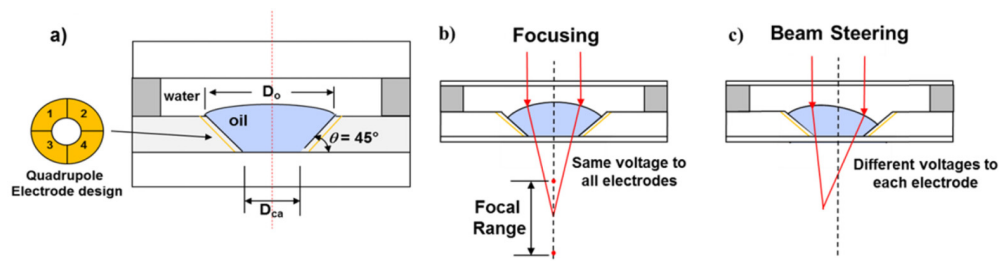 a)
water
D₀
oil
θ = 45°
1 2
3 4
Quadrupole
Electrode design
Dca
b)
Focusing
Same voltage to
all electrodes
Focal
Range
c)
Beam Steering
Different voltages to
each electrode